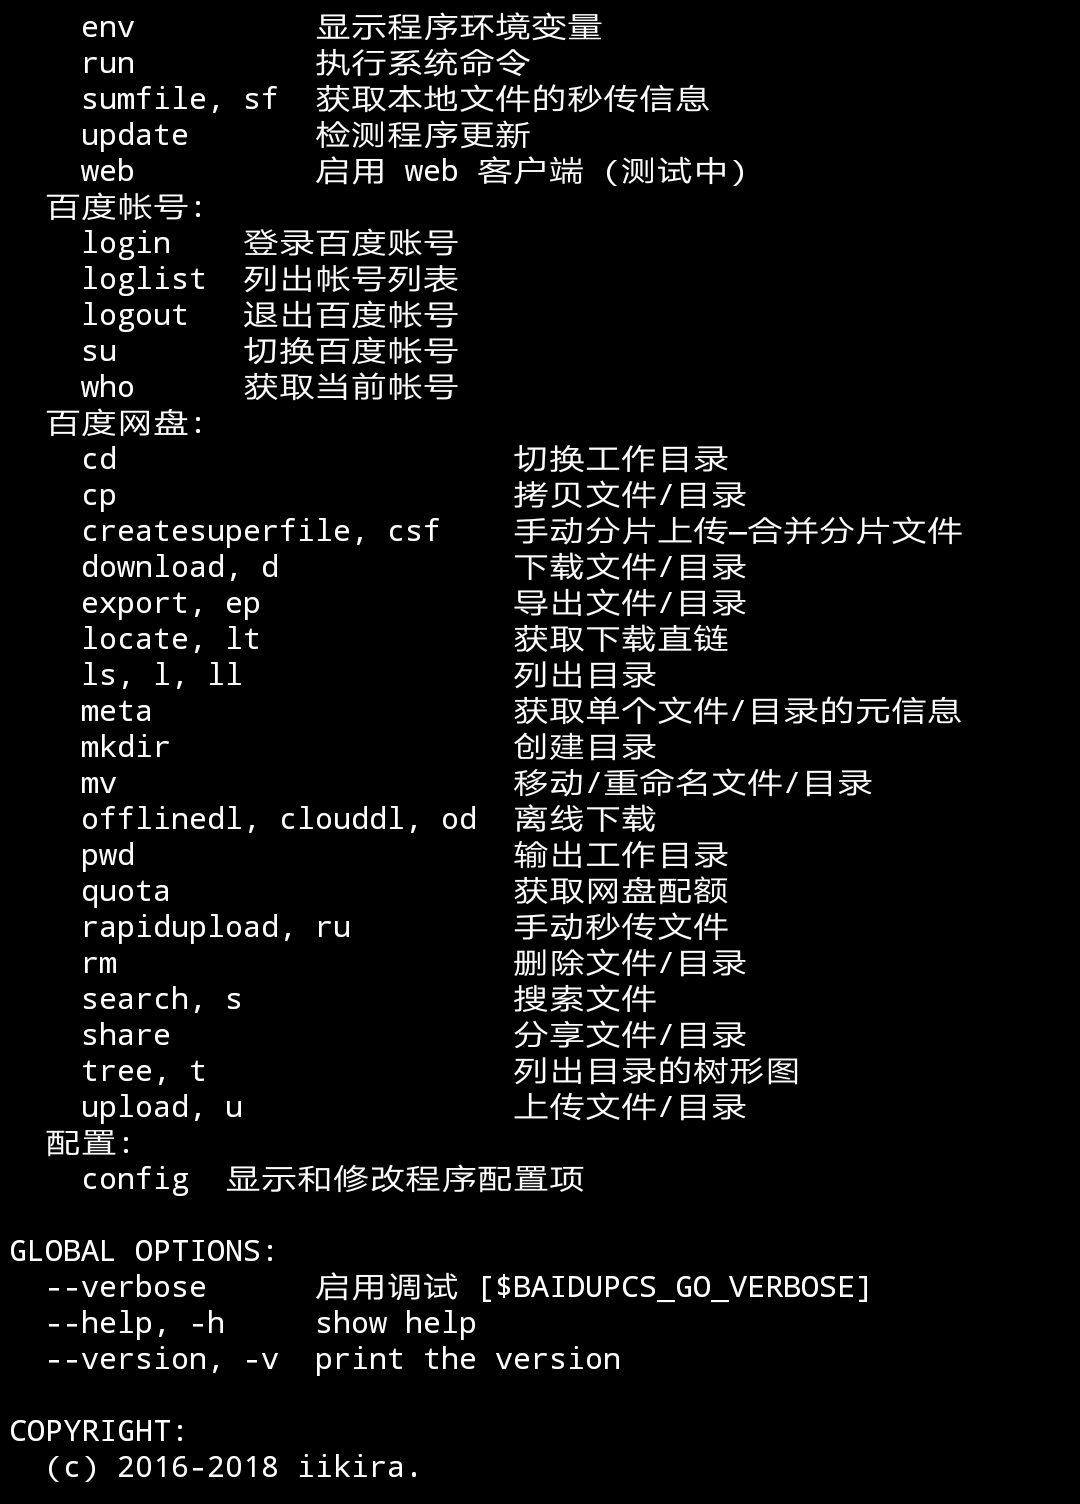 env 显示程序环境变量
run 执行系统命令
sumfile, sf 获取本地文件的秒传信息
update 检测程序更新
web 启用 web 客户端 (测试中)
百度帐号:
login 登录百度账号
loglist 列出帐号列表
logout 退出百度帐号
su 切换百度帐号
who 获取当前帐号
百度网盘:
cd 切换工作目录
cp 拷贝文件/目录
createsuperfile, csf 手动分片上传—合并分片文件
download, d 下载文件/目录
export, ep 导出文件/目录
locate, lt 获取下载直链
ls, l, ll 列出目录
meta 获取单个文件/目录的元信息
mkdir 创建目录
mv 移动/重命名文件/目录
offlinedl, clouddl, od 离线下载
pwd 输出工作目录
quota 获取网盘配额
rapidupload, ru 手动秒传文件
rm 删除文件/目录
search, s 搜索文件
share 分享文件/目录
tree, t 列出目录的树形图
upload, u 上传文件/目录
配置:
config 显示和修改程序配置项
GLOBAL OPTIONS:
--verbose 启用调试 [$BAIDUPCS_GO_VERBOSE]
--help, -h show help
--version, -v print the version
COPYRIGHT:
(c) 2016-2018 iikira.